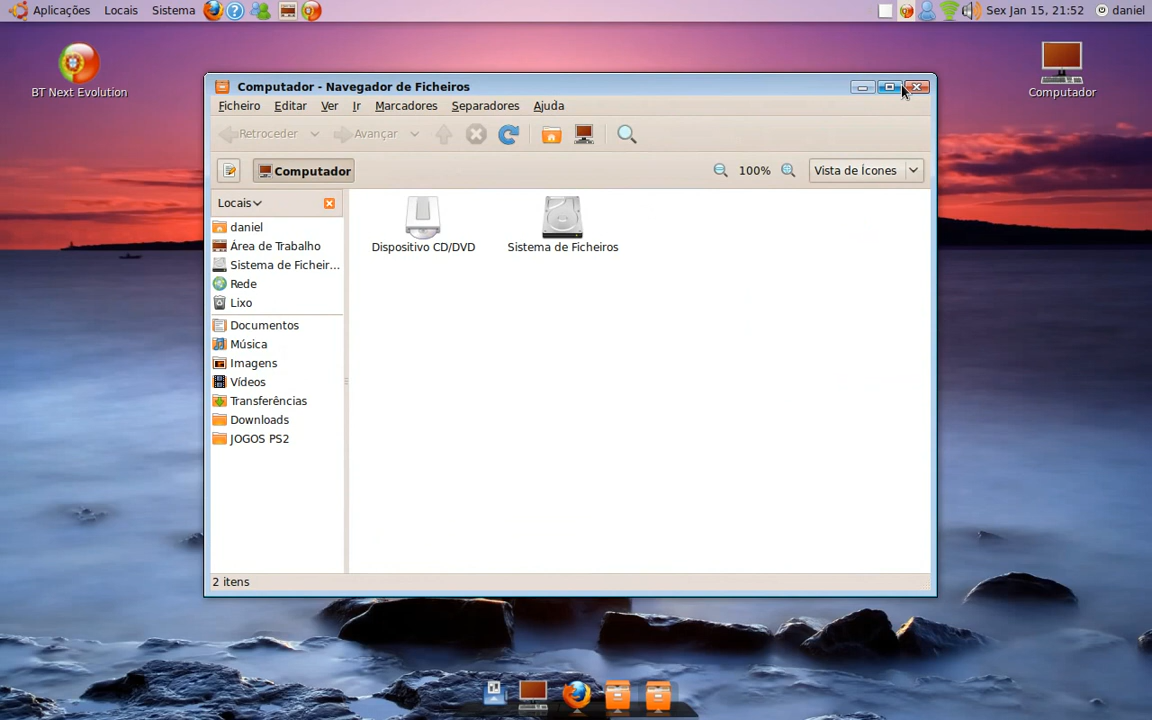 Aplicações Locais Sistema Sex Jan 15, 21:52 daniel
BT Next Evolution
Computador
Computador - Navegador de Ficheiros
Ficheiro Editar Ver Ir Marcadores Separadores Ajuda
Retroceder Avançar
Computador 100% Vista de Ícones
Locais
daniel
Área de Trabalho
Sistema de Ficheir...
Rede
Lixo
Documentos
Música
Imagens
Vídeos
Transferências
Downloads
JOGOS PS2
Dispositivo CD/DVD Sistema de Ficheiros
2 itens